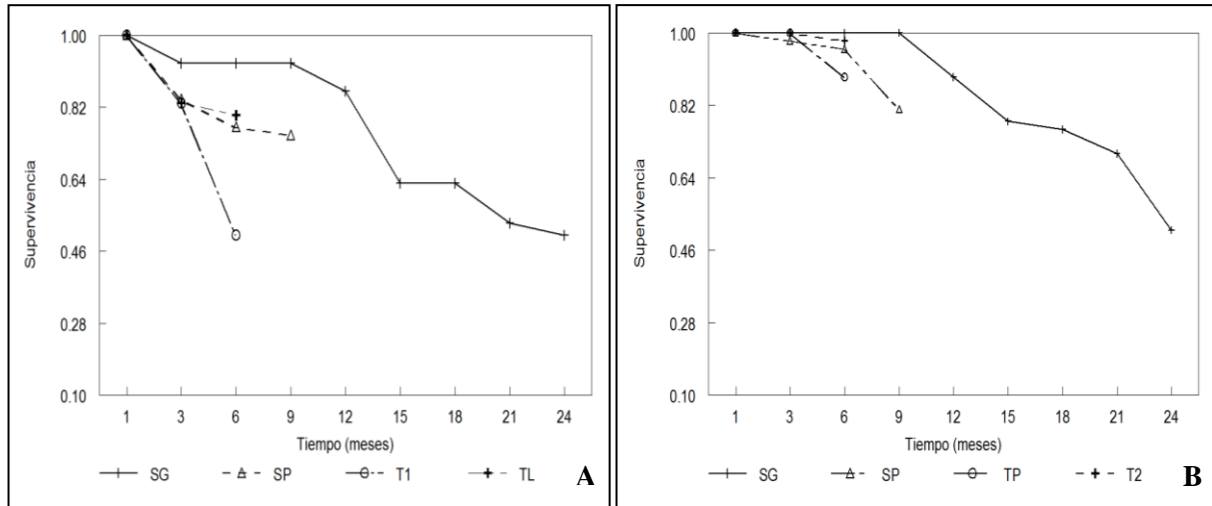 1.00
0.82
0.64
0.46
0.28
0.10
Supervivencia
1 3 6 9 12 15 18 21 24
Tiempo (meses)
SG SP T1 TL A
1.00
0.82
0.64
0.46
0.28
0.10
Supervivencia
1 3 6 9 12 15 18 21 24
Tiempo (meses)
SG SP TP T2 B